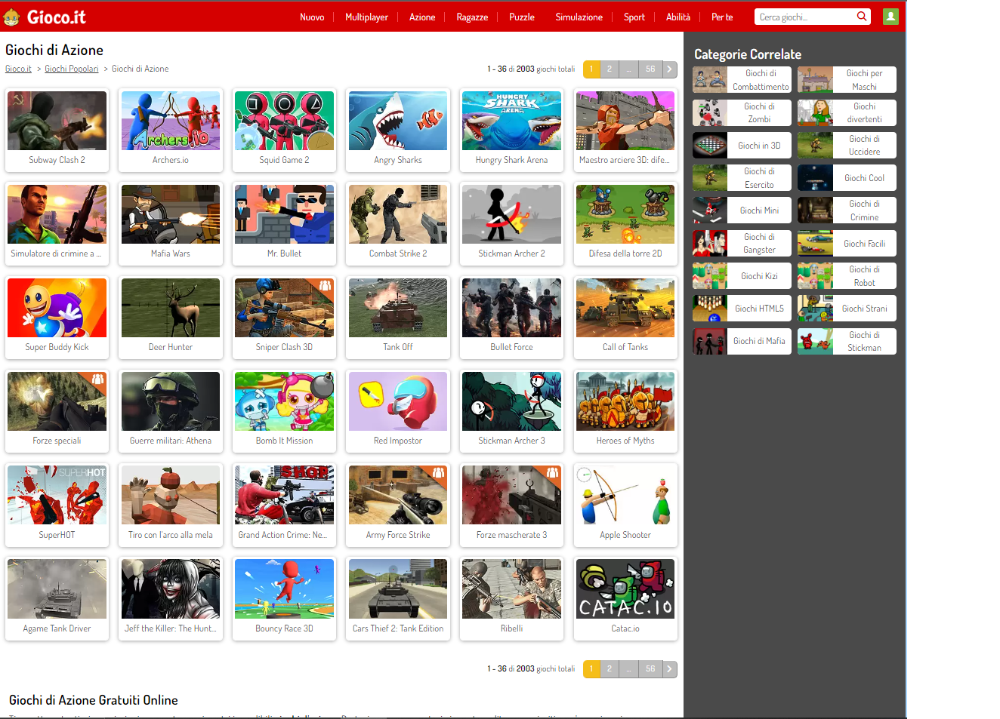 Gioco.it
Nuovo
Multiplayer
Azione
Ragazze
Puzzle
Simulazione
Sport
Abilità
Per te
Cerca giochi...
Giochi di Azione
Gioco.it > Giochi Popolari > Giochi di Azione
1 - 36 di 2003 giochi totali
1 2 ... 56
Subway Clash 2
Archers.io
Archers.io
Squid Game 2
Angry Sharks
HUNGRY SHARK ARENA
Hungry Shark Arena
Maestro arciere 3D: dife...
Simulatore di crimine a ...
Mafia Wars
Mr. Bullet
Combat Strike 2
Stickman Archer 2
Difesa della torre 2D
Super Buddy Kick
Deer Hunter
Sniper Clash 3D
Tank Off
Bullet Force
Call of Tanks
Forze speciali
Guerre militari: Athena
Bomb It Mission
Red Impostor
Stickman Archer 3
Heroes of Myths
SUPERHOT
SuperHOT
Tiro con l'arco alla mela
SHOP
Grand Action Crime: Ne...
Army Force Strike
Forze mascherate 3
Apple Shooter
Agame Tank Driver
Jeff the Killer: The Hunt...
Bouncy Race 3D
Cars Thief 2: Tank Edition
Ribelli
CATAC.IO
Catac.io
1 - 36 di 2003 giochi totali
1 2 ... 56
Giochi di Azione Gratuiti Online
Categorie Correlate
Giochi di Combattimento
Giochi per Maschi
Giochi di Zombi
Giochi divertenti
Giochi in 3D
Giochi di Uccidere
Giochi di Esercito
Giochi Cool
Giochi Mini
Giochi di Crimine
Giochi di Gangster
Giochi Facili
Giochi Kizi
Giochi di Robot
Giochi HTML5
Giochi Strani
Giochi di Mafia
Giochi di Stickman